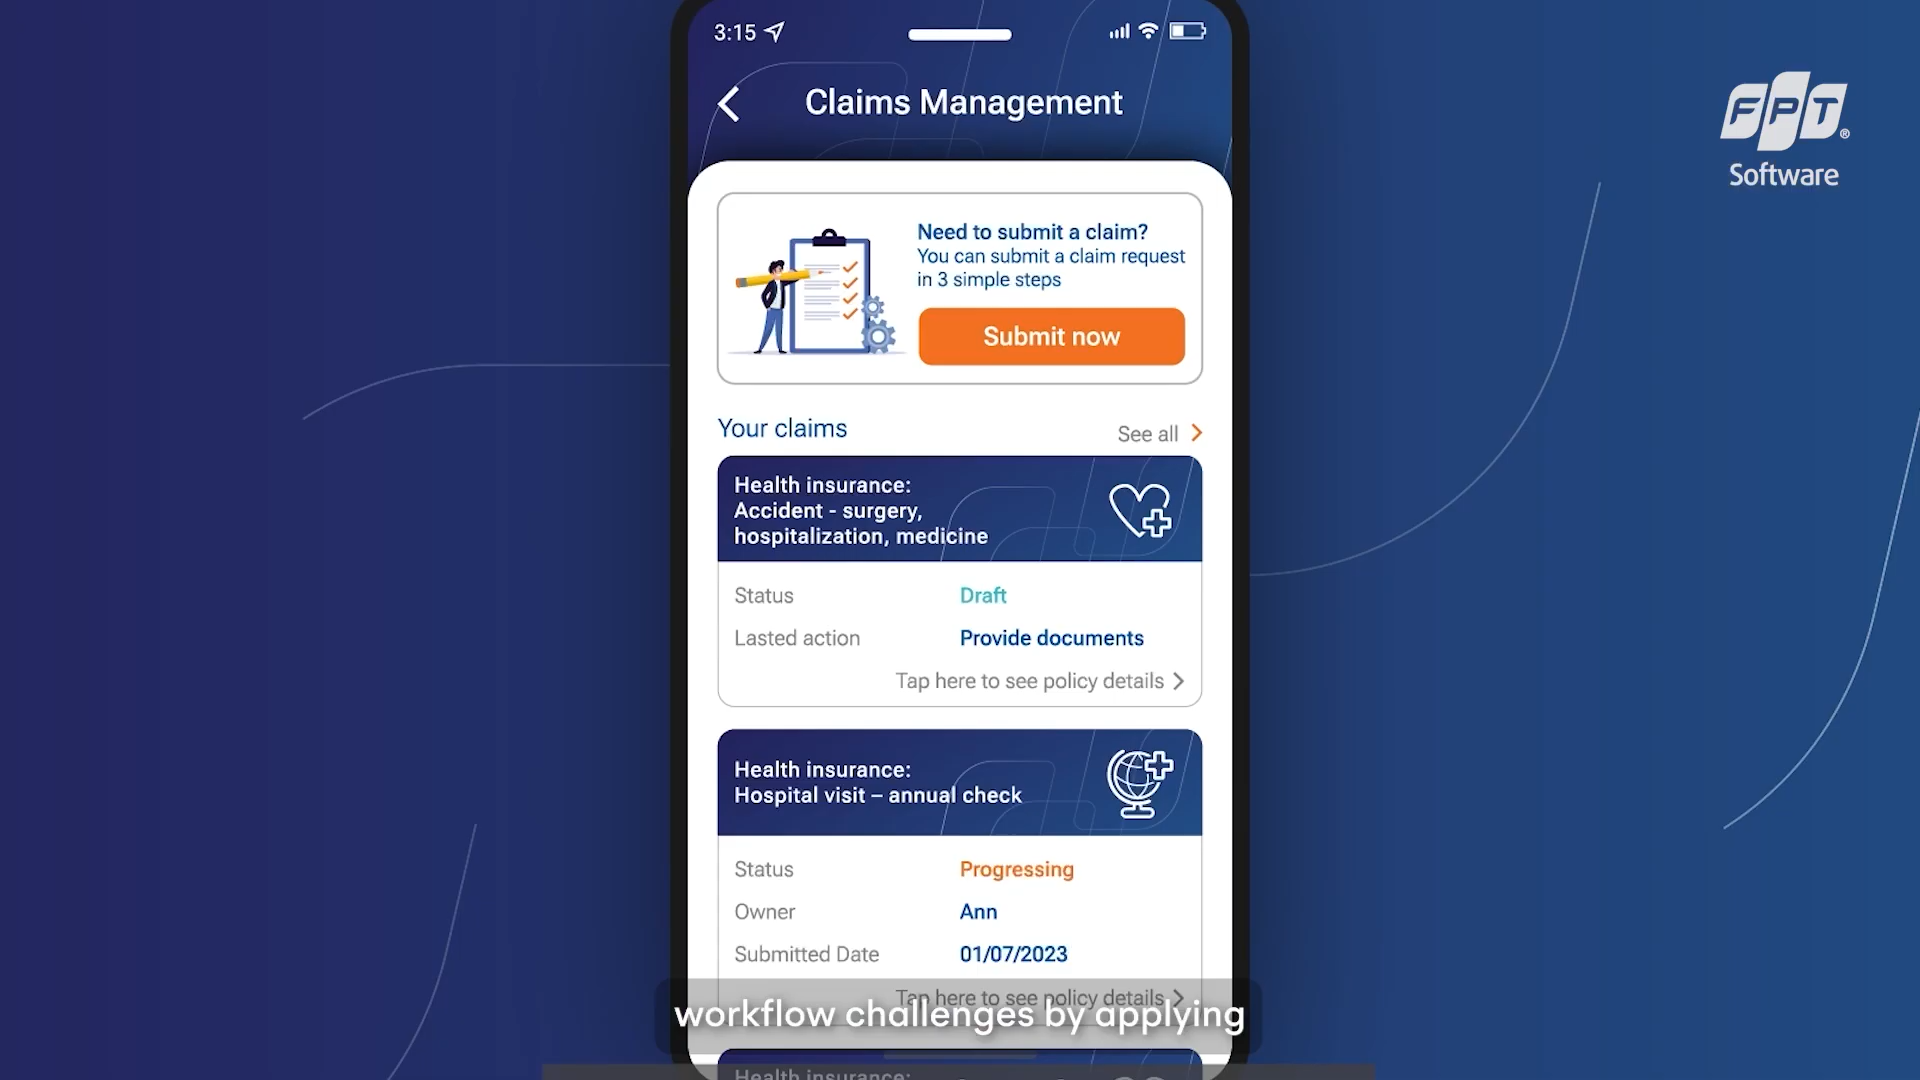 3:15
Claims Management
FPT®
Software
Need to submit a claim?
You can submit a claim request
in 3 simple steps
Submit now
Your claims
See all
Health insurance:
Accident - surgery,
hospitalization, medicine
Status Draft
Lasted action Provide documents
Tap here to see policy details
Health insurance:
Hospital visit – annual check
Status Progressing
Owner Ann
Submitted Date 01/07/2023
Tap here to see policy details
workflow challenges by applying
Health insurance: